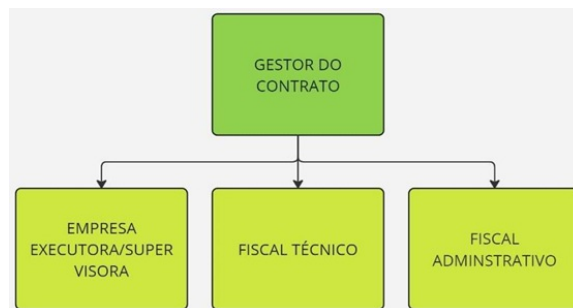 GESTOR DO
CONTRATO
EMPRESA
EXECUTORA/SUPER
VISORA
FISCAL TÉCNICO
FISCAL
ADMINSTRATIVO